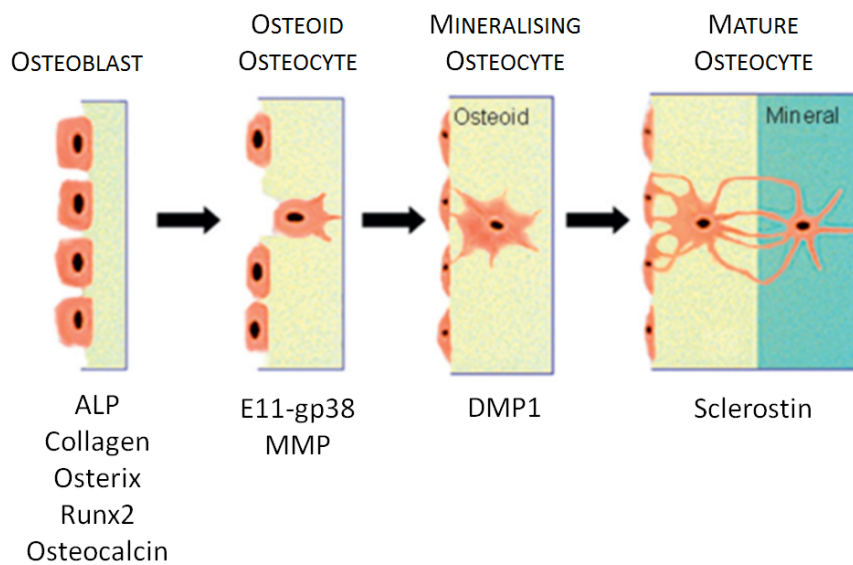 OSTEOBLAST
OSTEOID
OSTEOCYTE
MINERALISING
OSTEOCYTE
MATURE
OSTEOCYTE
Osteoid
Mineral
ALP
Collagen
Osterix
Runx2
Osteocalcin
E11-gp38
MMP
DMP1
Sclerostin